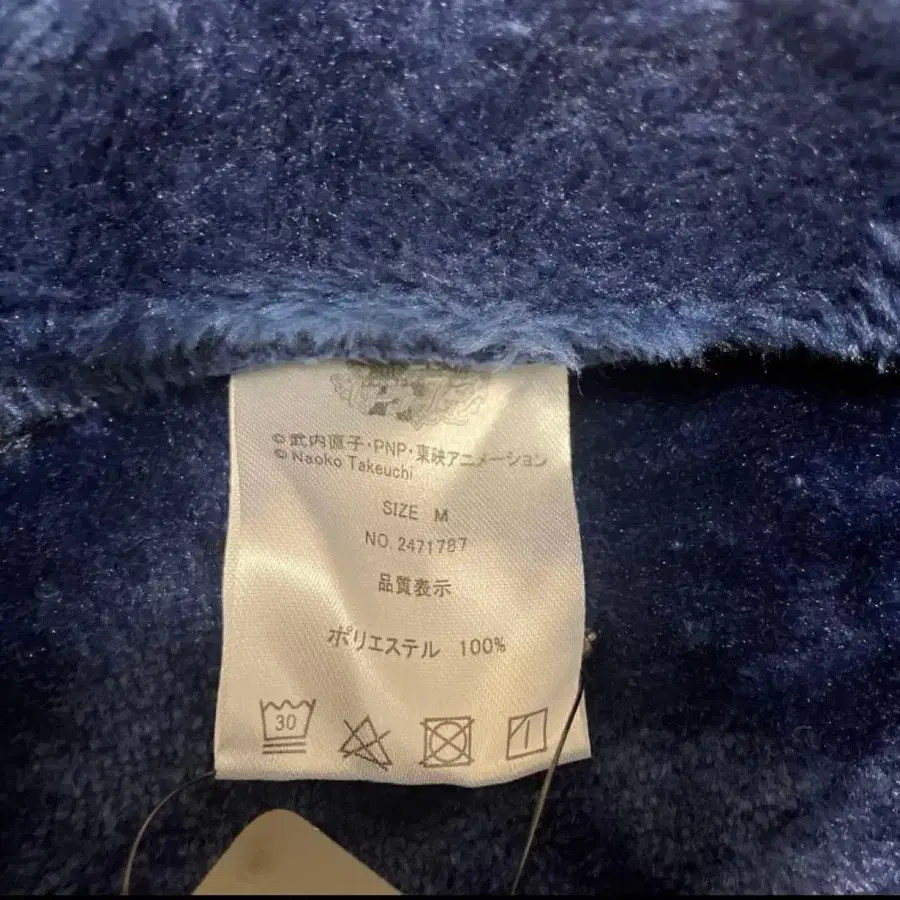 ©武内直子・PNP・東映アニメーション
© Naoko Takeuchi
SIZE M
NO.2471787
品質表示
ポリエステル 100%
30